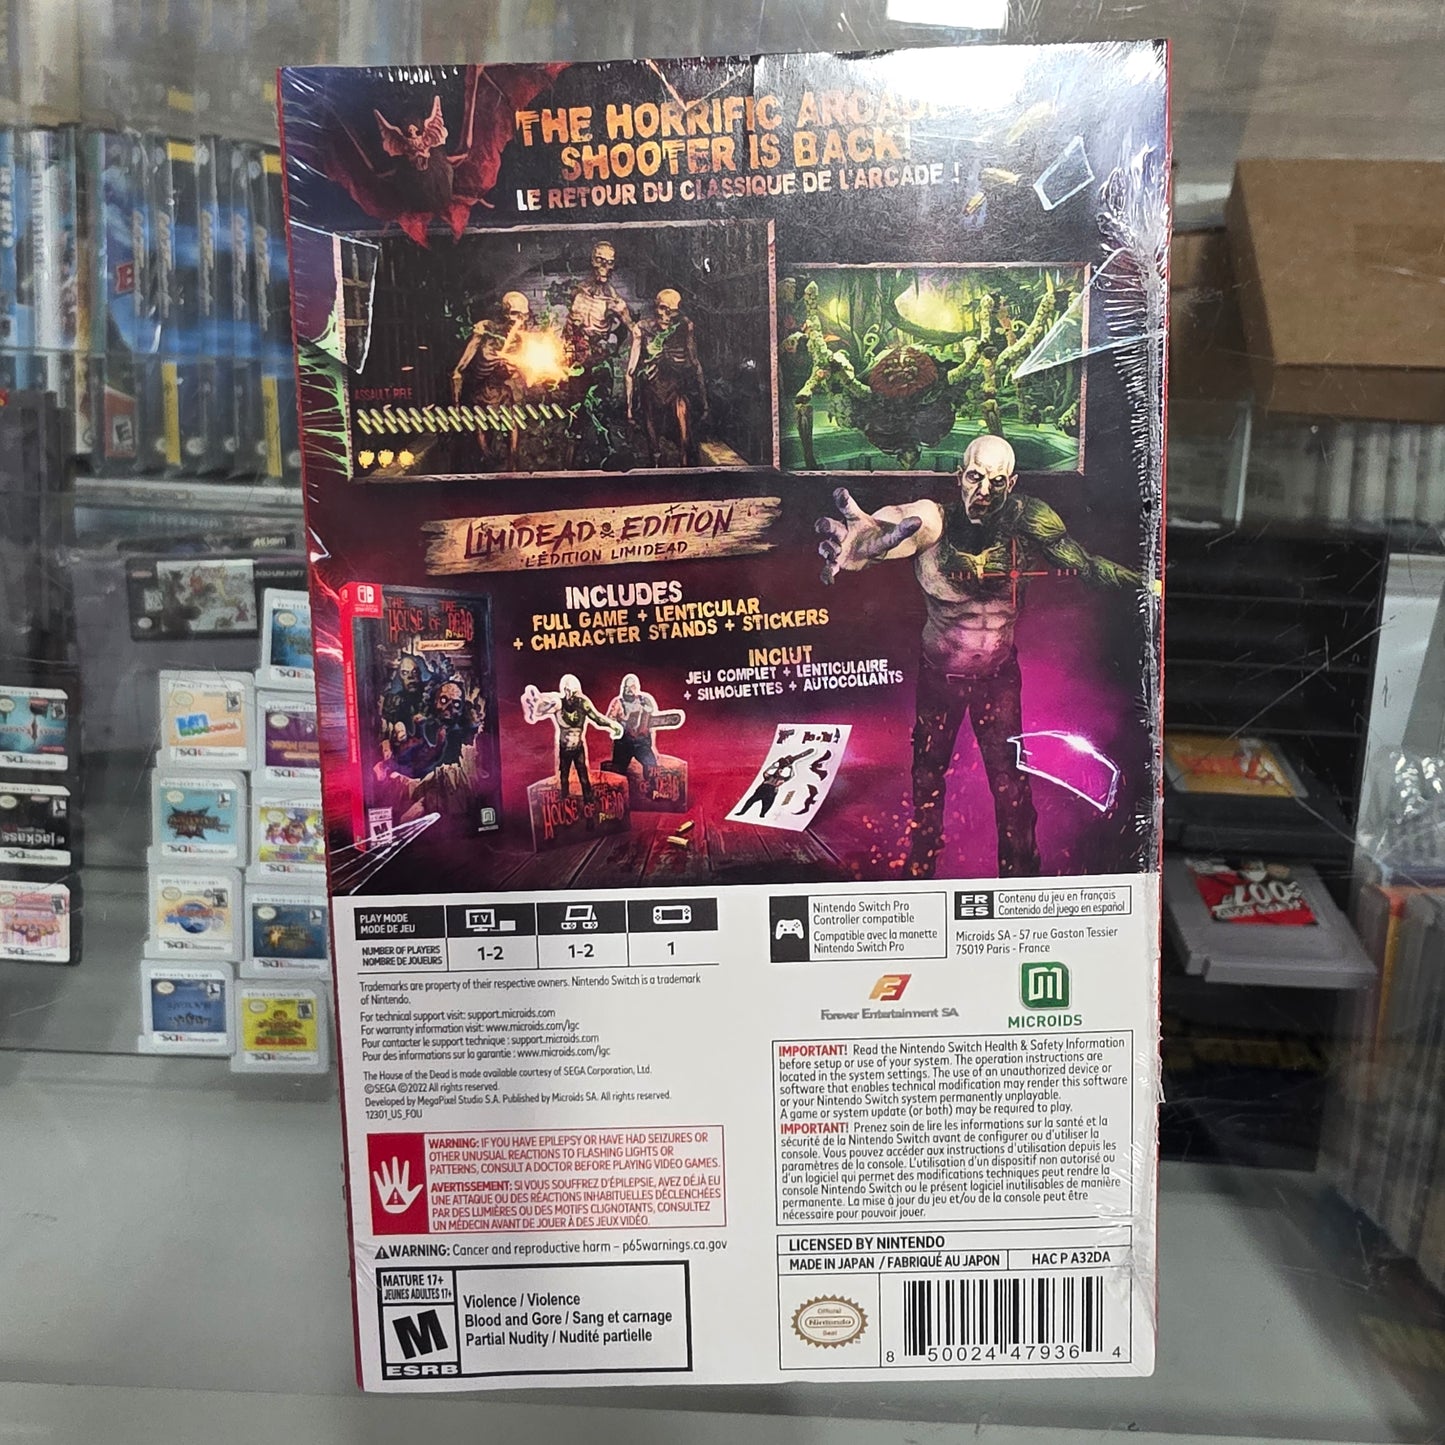 THE HORRIFIC ARCADE
SHOOTER IS BACK!
LE RETOUR DU CLASSIQUE DE L'ARCADE !
LIMIDEAD EDITION
L'ÉDITION LIMIDEAD
INCLUDES
FULL GAME + LENTICULAR
+ CHARACTER STANDS + STICKERS
INCLUT
JEU COMPLET + LENTICULAIRE
+ SILHOUETTES + AUTOCOLLANTS
THE HOUSE OF THE DEAD
MICROIDS
THE HOUSE OF THE DEAD
PLAY MODE
MODE DE JEU
TV
NUMBER OF PLAYERS
NOMBRE DE JOUEURS
1-2
1-2
1
Trademarks are property of their respective owners. Nintendo Switch is a trademark
of Nintendo.
For technical support visit: support.microids.com
For warranty information visit: www.microids.com/lgc
Pour contacter le support technique : support.microids.com
Pour des informations sur la garantie : www.microids.com/lgc
The House of the Dead is made available courtesy of SEGA Corporation, Ltd.
©SEGA ©2022 All rights reserved.
Developed by MegaPixel Studio S.A. Published by Microids SA. All rights reserved.
12301_US_FOU
WARNING: IF YOU HAVE EPILEPSY OR HAVE HAD SEIZURES OR
OTHER UNUSUAL REACTIONS TO FLASHING LIGHTS OR
PATTERNS, CONSULT A DOCTOR BEFORE PLAYING VIDEO GAMES.
AVERTISSEMENT: SI VOUS SOUFFREZ D'ÉPILEPSIE, AVEZ DÉJÀ EU
UNE ATTAQUE OU DES RÉACTIONS INHABITUELLES DÉCLENCHÉES
PAR DES LUMIÈRES OU DES MOTIFS CLIGNOTANTS, CONSULTEZ
UN MÉDECIN AVANT DE JOUER À DES JEUX VIDÉO.
WARNING: Cancer and reproductive harm – p65warnings.ca.gov
MATURE 17+
JEUNES ADULTES 17+
M
ESRB
Violence / Violence
Blood and Gore / Sang et carnage
Partial Nudity / Nudité partielle
Nintendo Switch Pro
Controller compatible
Compatible avec la manette
Nintendo Switch Pro
FR
ES
Contenu du jeu en français
Contenido del juego en español
Microids SA - 57 rue Gaston Tessier
75019 Paris - France
Forever Entertainment SA
MICROIDS
IMPORTANT! Read the Nintendo Switch Health & Safety Information
before setup or use of your system. The operation instructions are
located in the system settings. The use of an unauthorized device or
software that enables technical modification may render this software
or your Nintendo Switch system permanently unplayable.
A game or system update (or both) may be required to play.
IMPORTANT! Prenez soin de lire les informations sur la santé et la
sécurité de la Nintendo Switch avant de configurer ou d'utiliser la
console. Vous pouvez accéder aux instructions d'utilisation depuis les
paramètres de la console. L'utilisation d'un dispositif non autorisé ou
d'un logiciel qui permet des modifications techniques peut rendre la
console Nintendo Switch ou le présent logiciel inutilisables de manière
permanente. La mise à jour du jeu et/ou de la console peut être
nécessaire pour pouvoir jouer.
LICENSED BY NINTENDO
MADE IN JAPAN / FABRIQUÉ AU JAPON
HAC P A32DA
Official
Nintendo
Seal
8 50024 47936 4
jackass
007